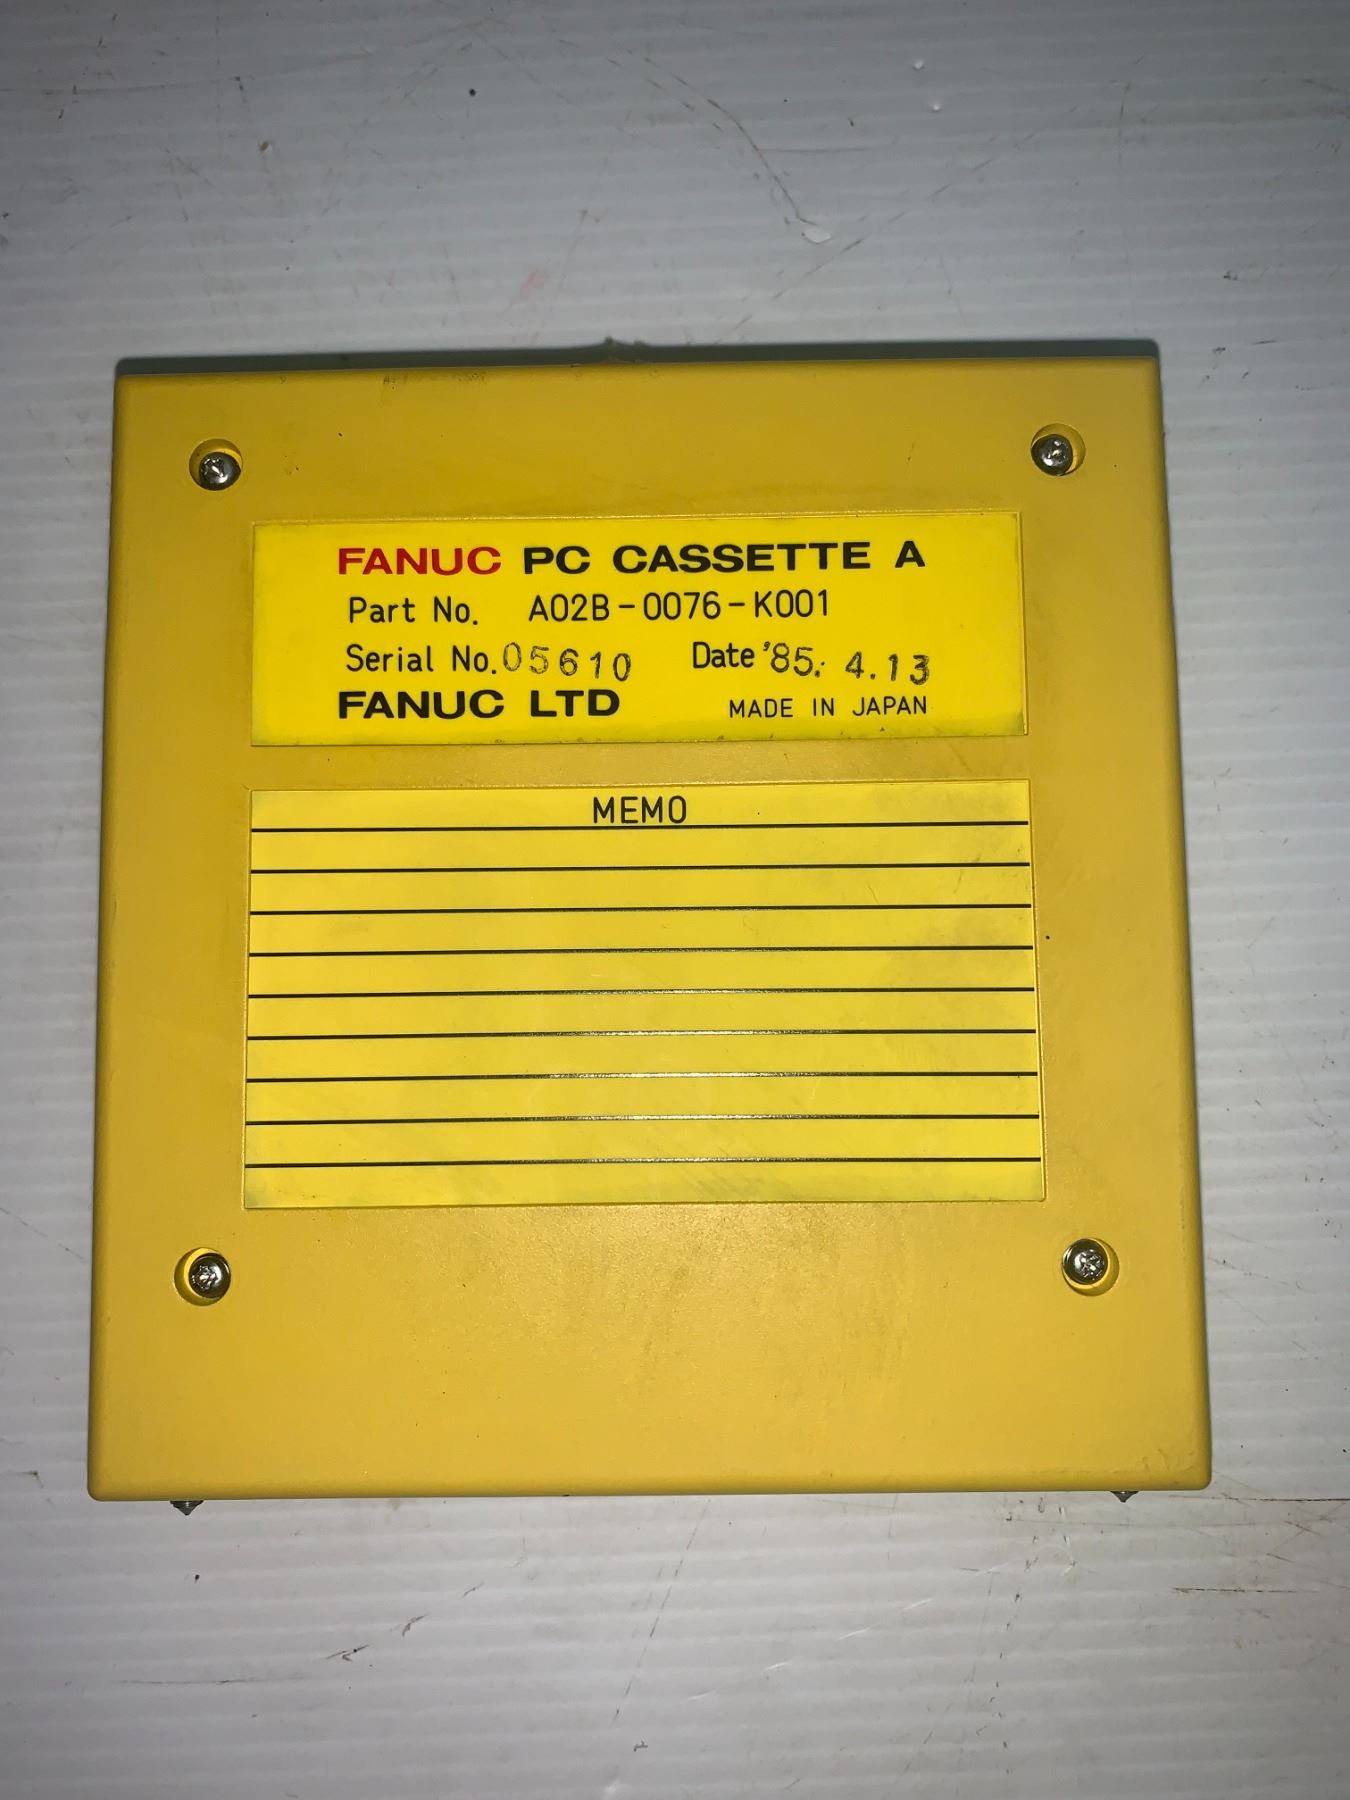 FANUC PC CASSETTE A
Part No. A02B-0076-K001
Serial No. 05610 Date '85. 4.13
FANUC LTD MADE IN JAPAN
MEMO